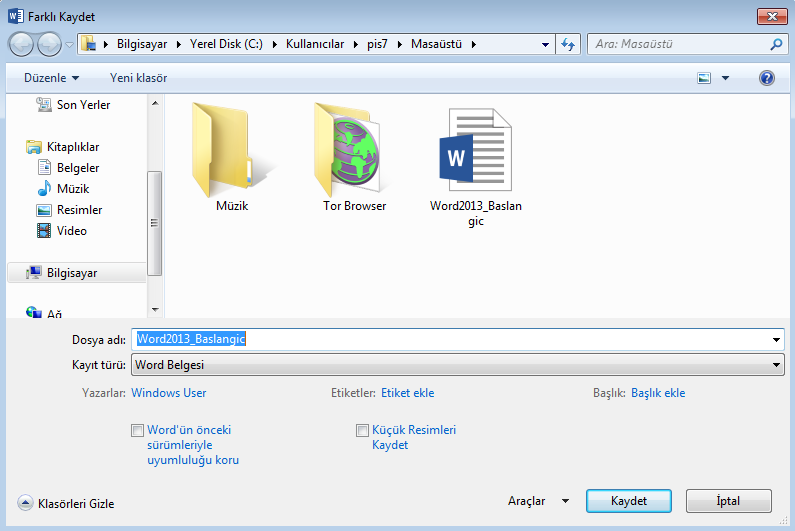 Farklı Kaydet
Bilgisayar Yerel Disk (C:) Kullanıcılar pis7 Masaüstü
Ara: Masaüstü
Düzenle Yeni klasör
Son Yerler
Kitaplıklar
Belgeler
Müzik
Resimler
Video
Bilgisayar
Ağ
Müzik
Tor Browser
Word2013_Baslan
gic
Dosya adı: Word2013_Baslangic
Kayıt türü: Word Belgesi
Yazarlar: Windows User Etiketler: Etiket ekle Başlık: Başlık ekle
Word'ün önceki
sürümleriyle
uyumluluğu koru
Küçük Resimleri
Kaydet
Klasörleri Gizle
Araçlar
Kaydet
İptal